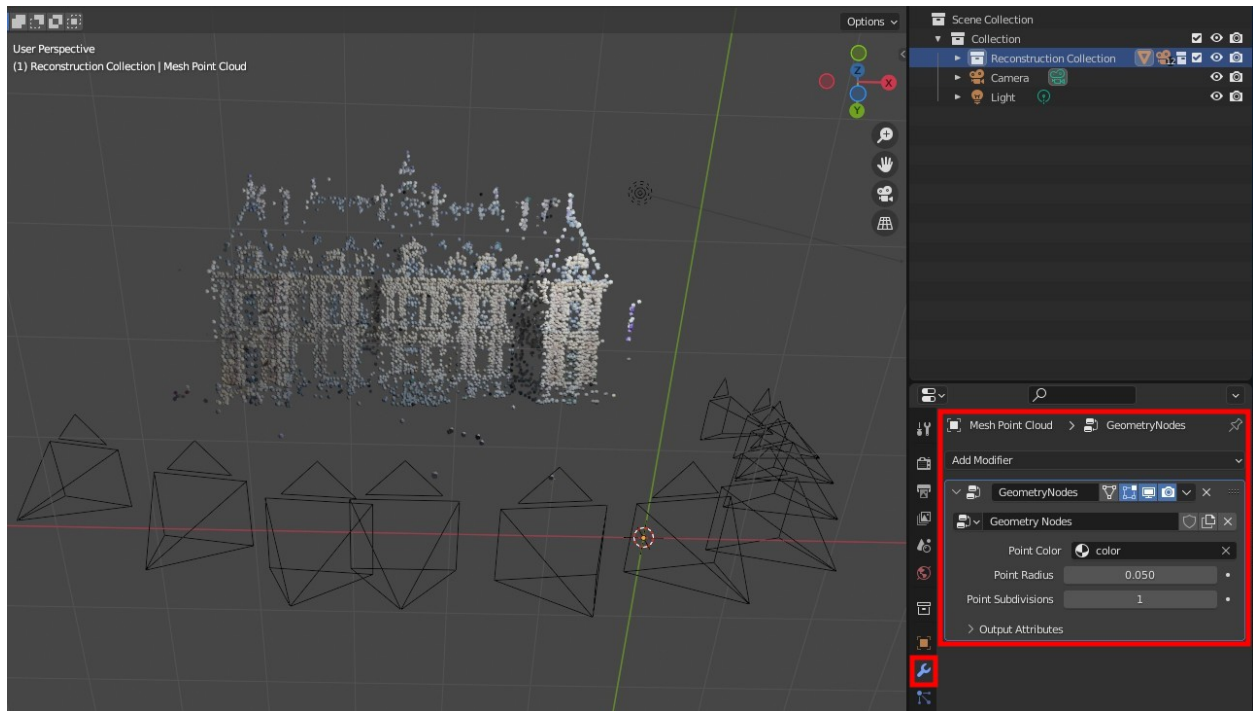 Options
User Perspective
(1) Reconstruction Collection | Mesh Point Cloud
Z
X
Y
Scene Collection
Collection
Reconstruction Collection
12
Camera
Light
Mesh Point Cloud > GeometryNodes
Add Modifier
GeometryNodes
Geometry Nodes
Point Color color
Point Radius 0.050
Point Subdivisions 1
Output Attributes